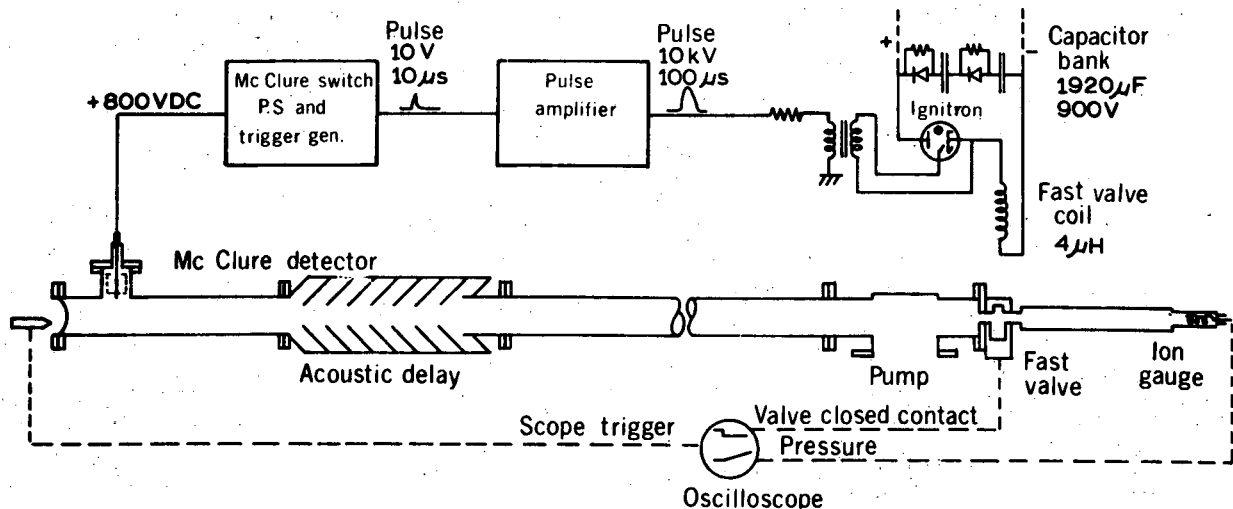 +800VDC
Mc Clure switch
P.S and
trigger gen.
Pulse
10 V
10 μs
Pulse
amplifier
Pulse
10 kV
100 μs
+
-
Capacitor
bank
1920 μF
900V
Ignitron
Fast valve
coil
4 μH
Mc Clure detector
Acoustic delay
Pump
Fast
valve
Ion
gauge
Scope trigger
Valve closed contact
Pressure
Oscilloscope